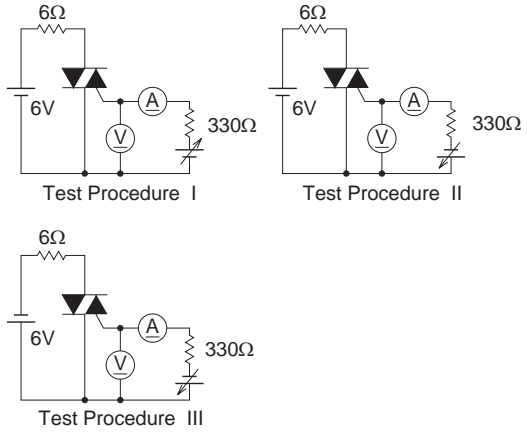 6Ω
6V
A
V
330Ω
Test Procedure I
6Ω
6V
A
V
330Ω
Test Procedure II
6Ω
6V
A
V
330Ω
Test Procedure III